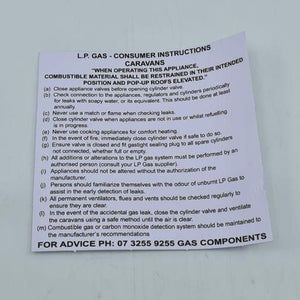 L.P. GAS - CONSUMER INSTRUCTIONS
CARAVANS
"WHEN OPERATING THIS APPLIANCE,
COMBUSTIBLE MATERIAL SHALL BE RESTRAINED IN THEIR INTENDED
POSITION AND POP-UP ROOFS ELEVATED."
(a) Close appliance valves before opening cylinder valve.
(b) Check connection to the appliances, regulators and cylinders periodically
for leaks with soapy water, or its equivalent. This should be done at least
annually.
(c) Never use a match or flame when checking leaks.
(d) Close cylinder valve when appliances are not in use or whilst refuelling
is in progress.
(e) Never use cooking appliances for comfort heating.
(f) In the event of fire, immediately close cylinder valve if safe to do so.
(g) Ensure valve is closed and fit gastight sealing plug to all spare cylinders
not connected, whether full or empty.
(h) All additions or alterations to the LP gas system must be performed by an
authorised person (consult your LP Gas supplier).
(i) Appliances should not be altered without the authorization of the
manufacturer.
(j) Persons should familiarize themselves with the odour of unburnt LP Gas to
assist in the early detection of leaks.
(k) All permanent ventilators, flues and vents should be checked regularly to
ensure they are clear.
(l) In the event of the accidental gas leak, close the cylinder valve and ventilate
the caravans using a safe method until the air is clear.
(m) Combustible gas or carbon monoxide detection system should be maintained to
the manufacturer's recommendations.
FOR ADVICE PH: 07 3255 9255 GAS COMPONENTS